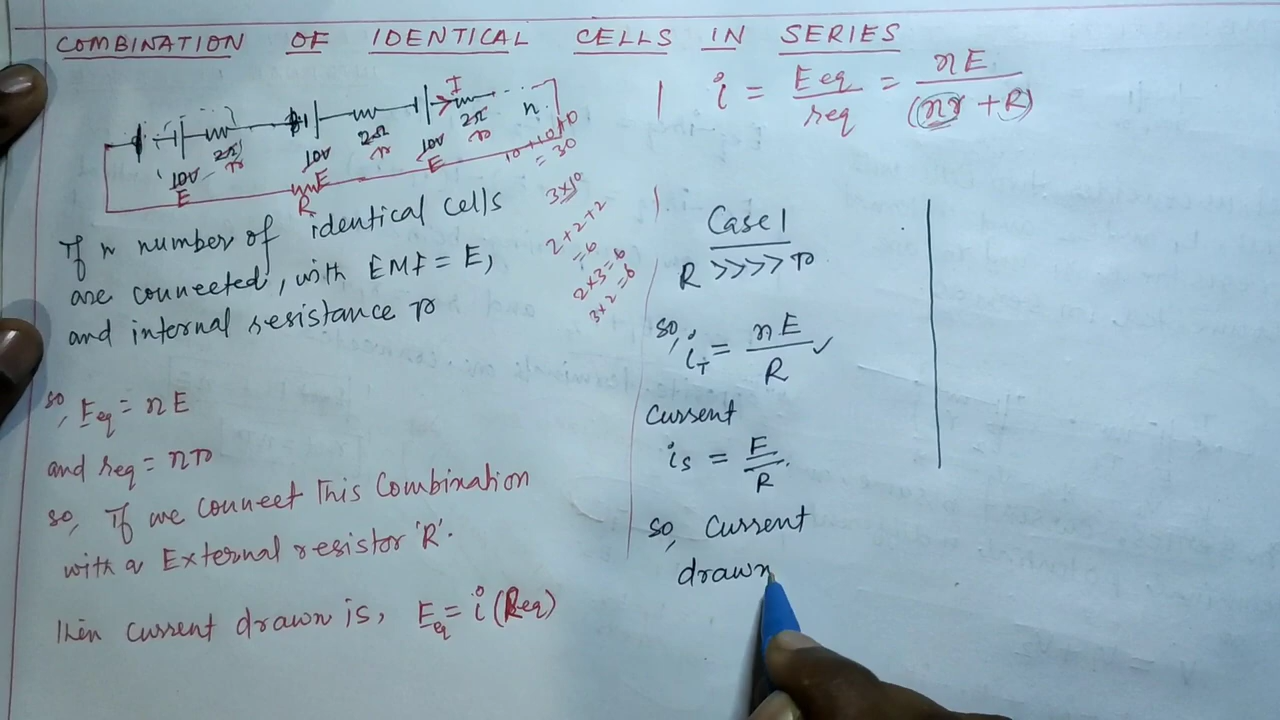 COMBINATION OF IDENTICAL CELLS IN SERIES
I
n
2Ω 2Ω 2Ω
r r r
10V 10V 10V
E E E
R
10+10+10
= 30
3×10
2+2+2
= 6
2×3=6
3×2=6
If n number of identical cells
are connected, with EMF = E,
and internal resistance r
so, Eeq = nE
and req = nr
so, If we connect this combination
with a External resistor 'R'.
Then current drawn is, Eeq = i(Req)
i = Eeq/req = nE/(nr + R)
Case 1
R >>>> r
so, iT = nE/R ✓
Current
is = E/R.
so, Current
drawn